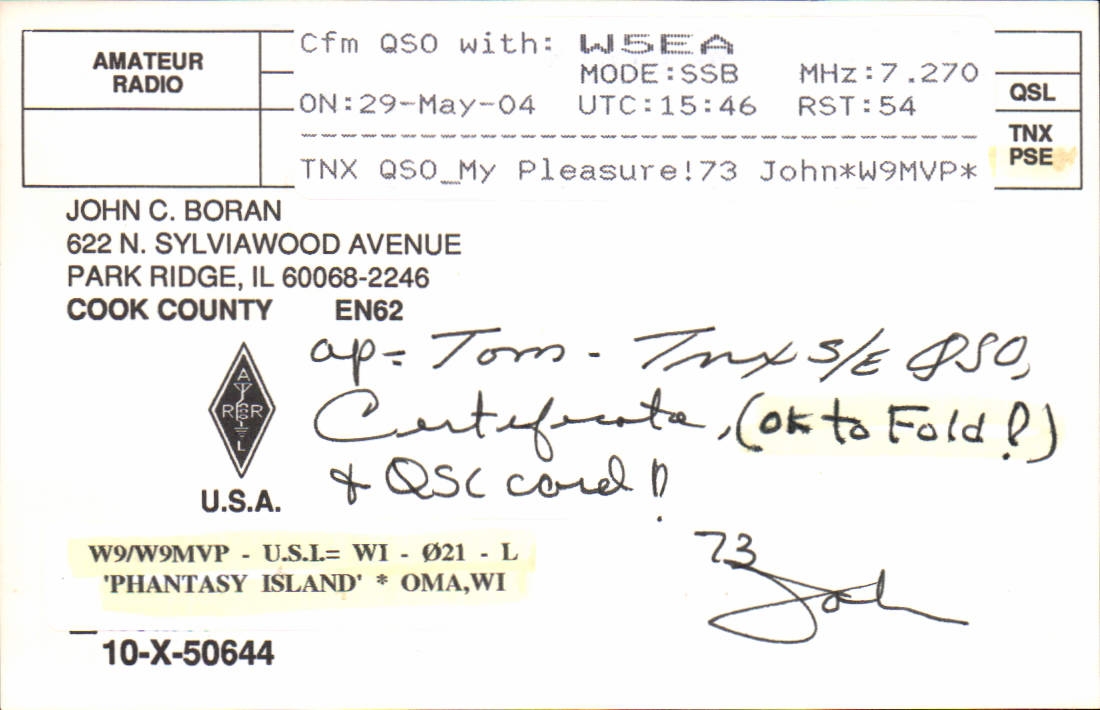 AMATEUR
RADIO
Cfm QSO with: W5EA
MODE:SSB MHz:7.270
ON:29-May-04 UTC:15:46 RST:54
TNX QSO_My Pleasure!73 John*W9MVP*
QSL
TNX
PSE
JOHN C. BORAN
622 N. SYLVIAWOOD AVENUE
PARK RIDGE, IL 60068-2246
COOK COUNTY EN62
op= Tom - Tnx S/E QSO,
Certificate, (OK to Fold!)
& QSL card!!
A
R R
L
U.S.A.
W9/W9MVP - U.S.I.= WI - Ø21 - L
'PHANTASY ISLAND' * OMA,WI
10-X-50644
73
John